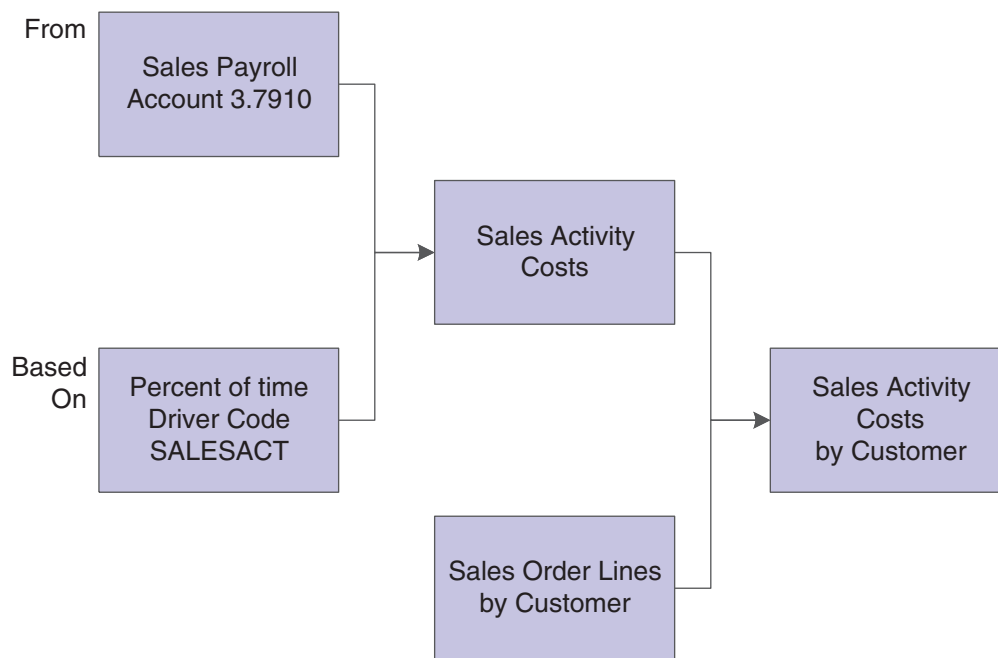 From
Sales Payroll
Account 3.7910
Sales Activity
Costs
Based
On
Percent of time
Driver Code
SALESACT
Sales Activity
Costs
by Customer
Sales Order Lines
by Customer